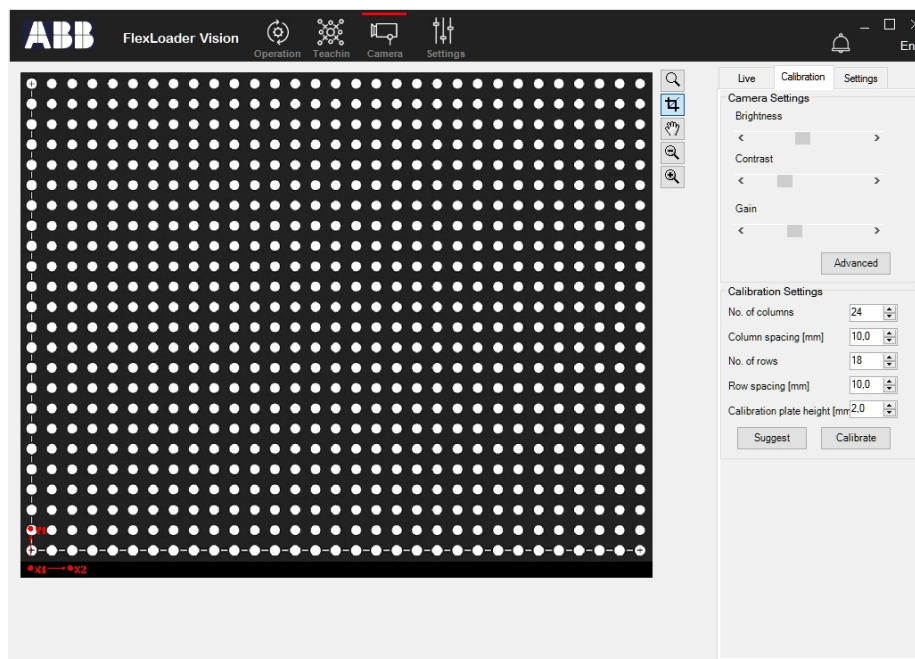 ABB FlexLoader Vision
Operation Teachin Camera Settings
En
Live Calibration Settings
Camera Settings
Brightness
Contrast
Gain
Advanced
Calibration Settings
No. of columns 24
Column spacing [mm] 10,0
No. of rows 18
Row spacing [mm] 10,0
Calibration plate height [mm 2,0
Suggest Calibrate
Y1
X1 X2